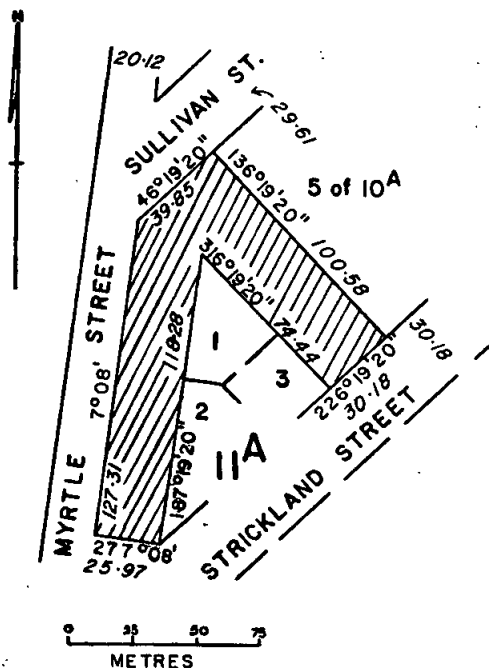 N
20·12
SULLIVAN ST.
29·61
46°19'20"
39·85
136°19'20"
5 of 10A
100·58
316°19'20"
74·44
118·28
1
3
2
30·18
226°19'20"
30·18
MYRTLE STREET
7°08'
127·31
187°19'20"
11A
STRICKLAND STREET
277°08'
25·97
0 25 50 75
METRES